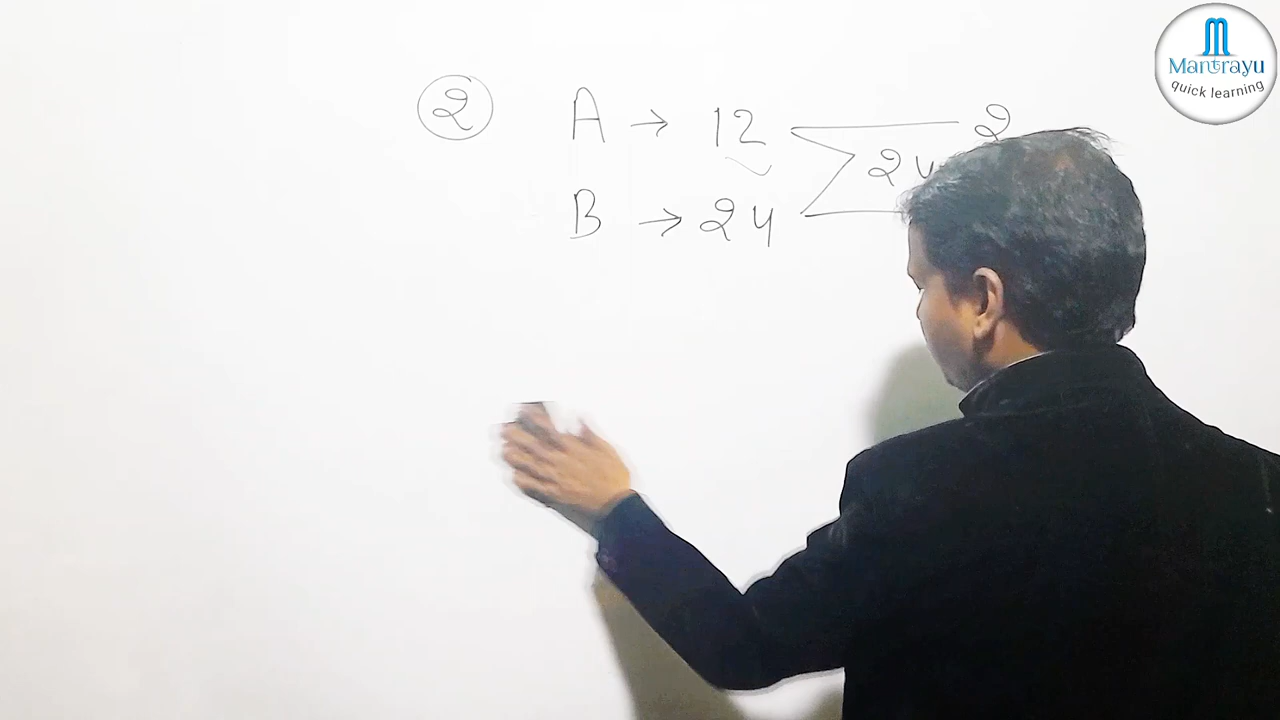 ② A → 12 2
24
B → 24
Mantrayu
quick learning